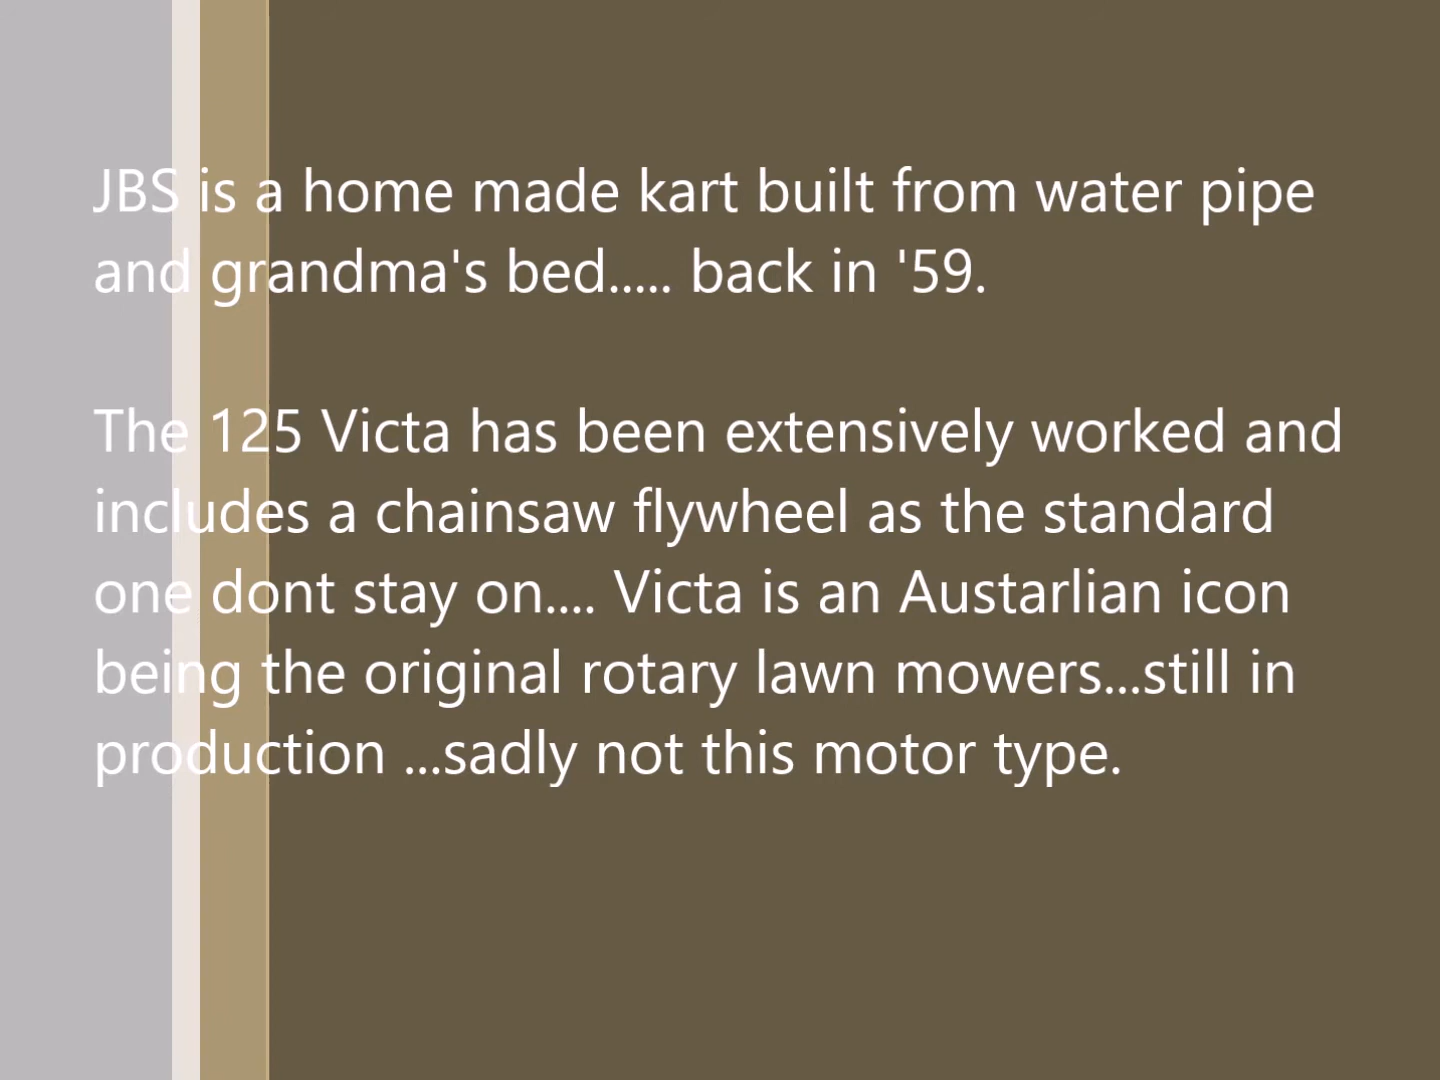 JBS is a home made kart built from water pipe
and grandma's bed..... back in '59.
The 125 Victa has been extensively worked and
includes a chainsaw flywheel as the standard
one dont stay on.... Victa is an Austarlian icon
being the original rotary lawn mowers...still in
production ...sadly not this motor type.